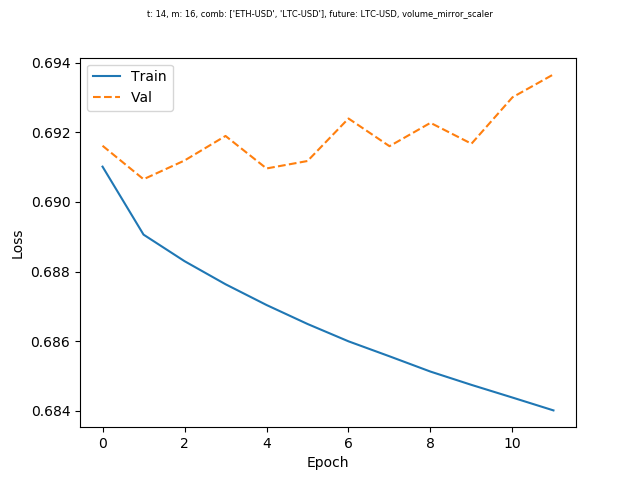 t: 14, m: 16, comb: ['ETH-USD', 'LTC-USD'], future: LTC-USD, volume_mirror_scaler
Train
Val
0.694
0.692
0.690
0.688
0.686
0.684
Loss
0 2 4 6 8 10
Epoch